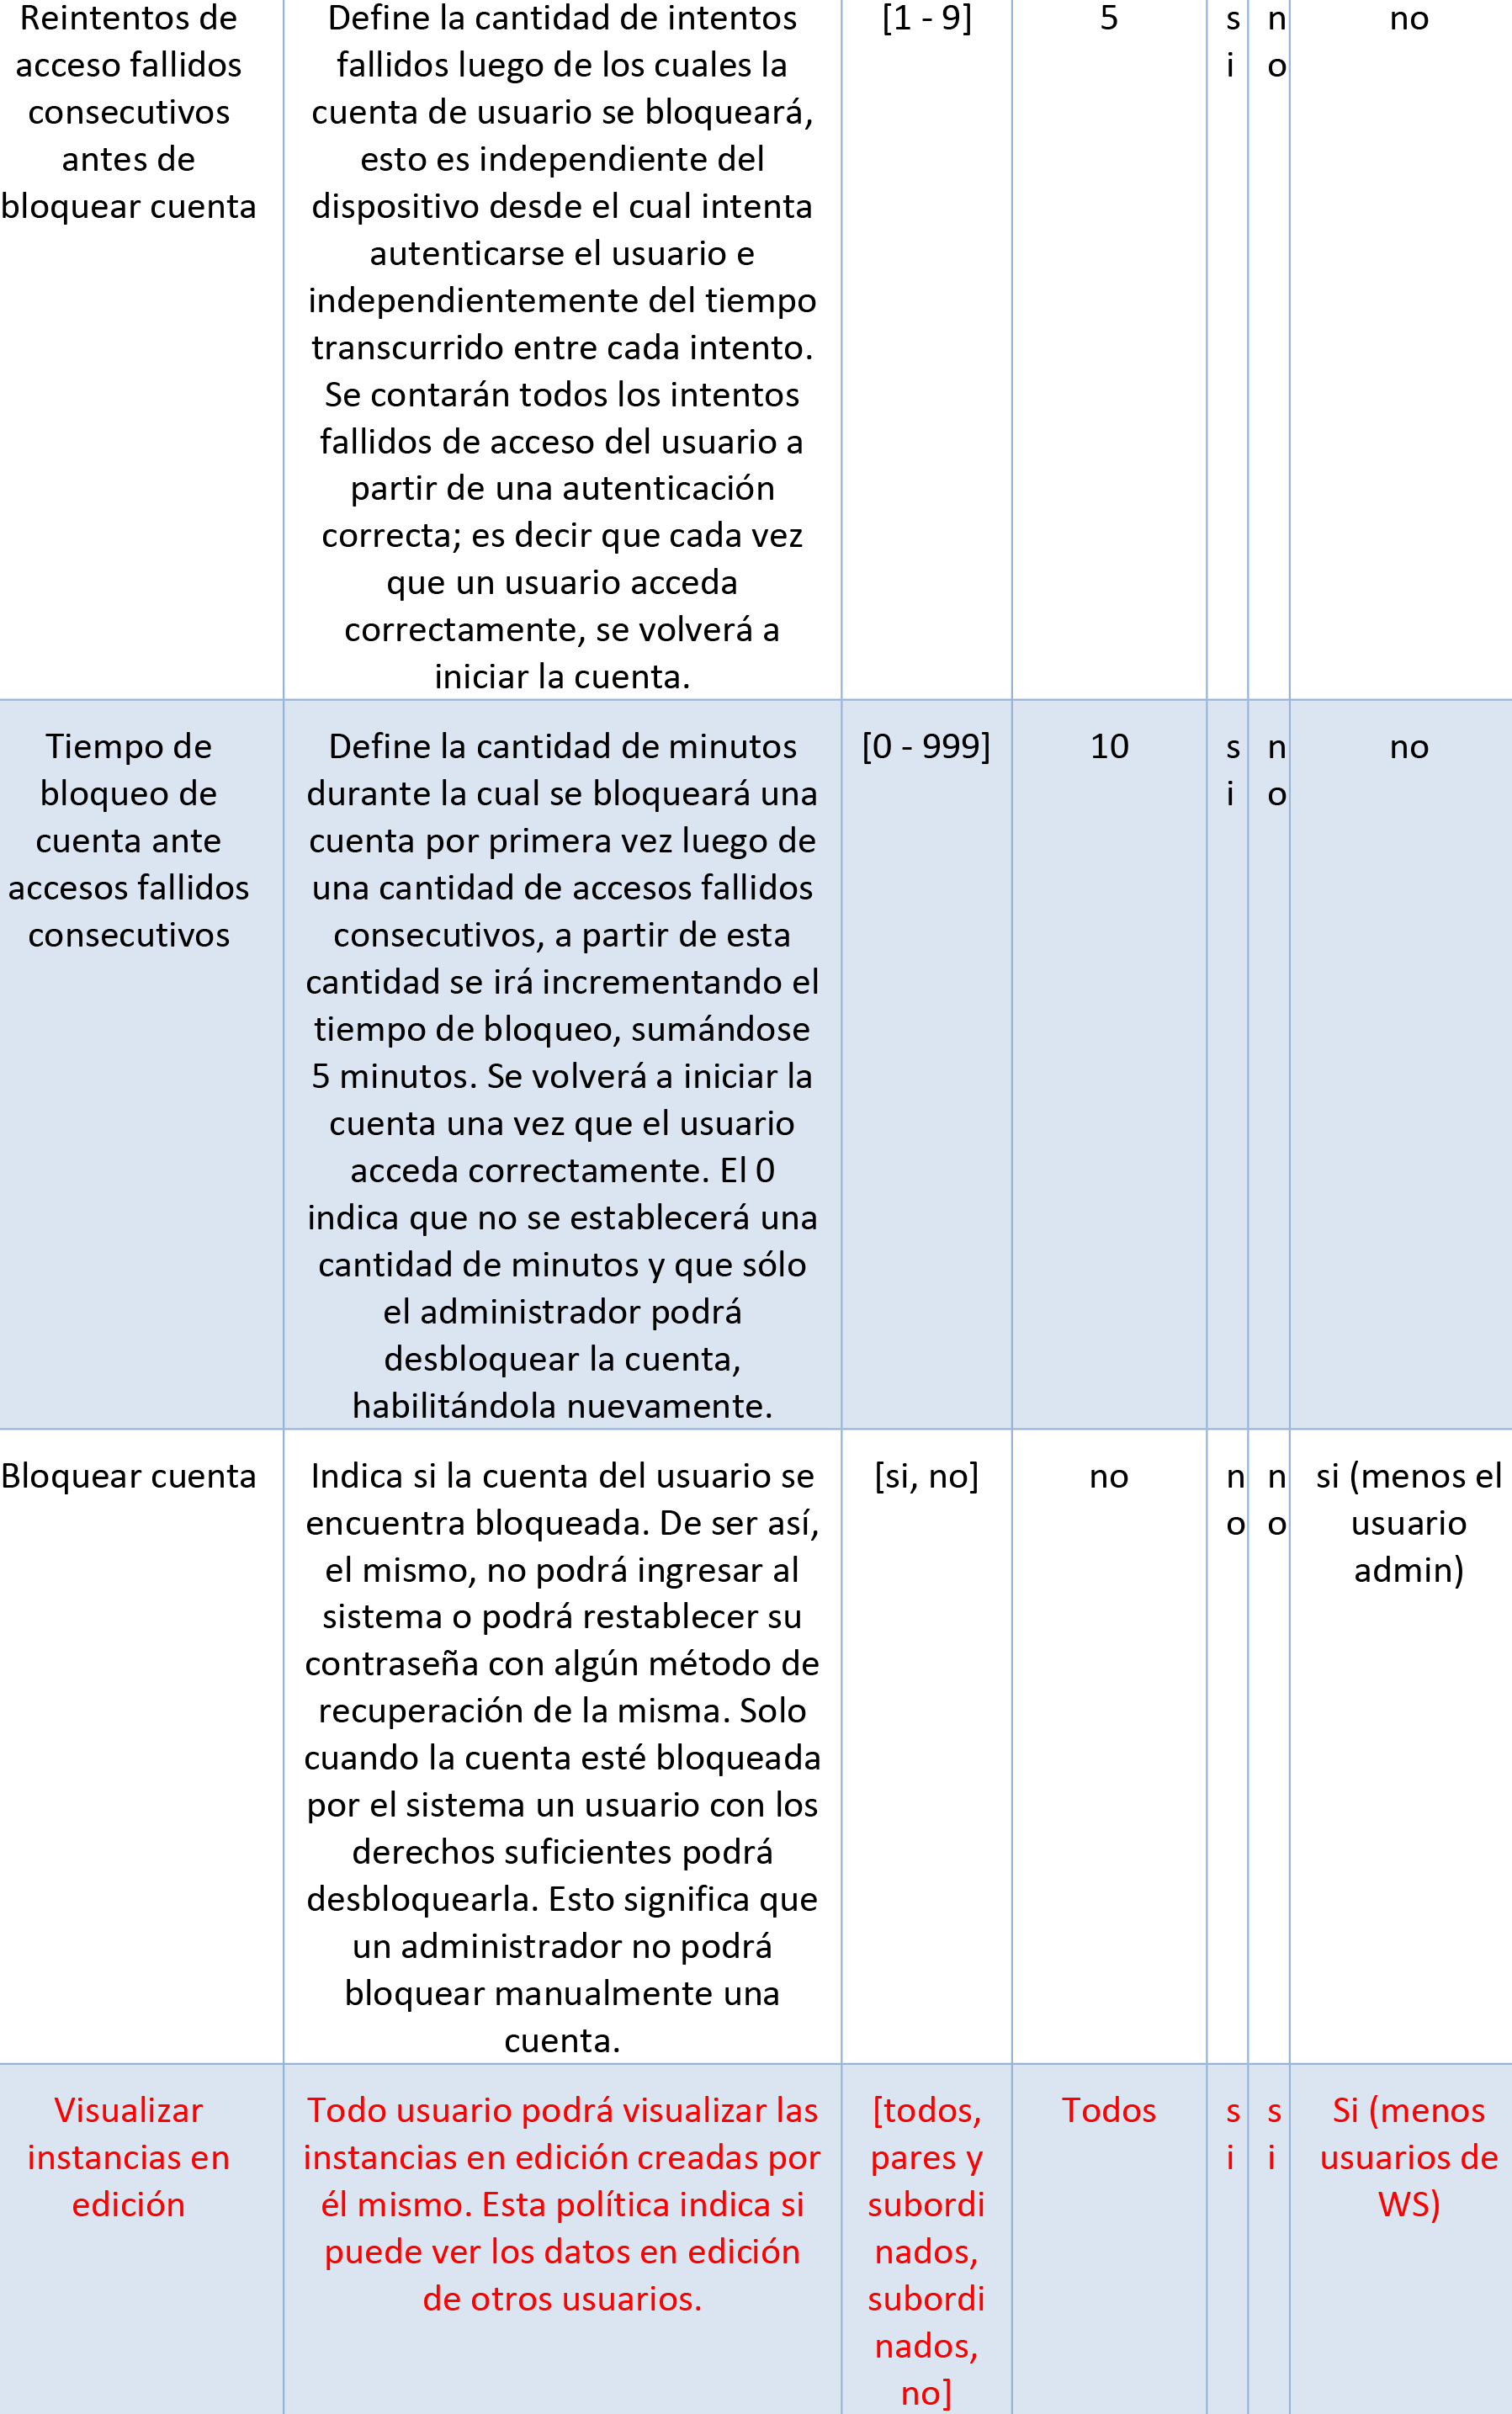 Reintentos de
acceso fallidos
consecutivos
antes de
bloquear cuenta
Define la cantidad de intentos
fallidos luego de los cuales la
cuenta de usuario se bloqueará,
esto es independiente del
dispositivo desde el cual intenta
autenticarse el usuario e
independientemente del tiempo
transcurrido entre cada intento.
Se contarán todos los intentos
fallidos de acceso del usuario a
partir de una autenticación
correcta; es decir que cada vez
que un usuario acceda
correctamente, se volverá a
iniciar la cuenta.
[1 - 9]
5
s
i
n
o
no
Tiempo de
bloqueo de
cuenta ante
accesos fallidos
consecutivos
Define la cantidad de minutos
durante la cual se bloqueará una
cuenta por primera vez luego de
una cantidad de accesos fallidos
consecutivos, a partir de esta
cantidad se irá incrementando el
tiempo de bloqueo, sumándose
5 minutos. Se volverá a iniciar la
cuenta una vez que el usuario
acceda correctamente. El 0
indica que no se establecerá una
cantidad de minutos y que sólo
el administrador podrá
desbloquear la cuenta,
habilitándola nuevamente.
[0 - 999]
10
s
i
n
o
no
Bloquear cuenta
Indica si la cuenta del usuario se
encuentra bloqueada. De ser así,
el mismo, no podrá ingresar al
sistema o podrá restablecer su
contraseña con algún método de
recuperación de la misma. Solo
cuando la cuenta esté bloqueada
por el sistema un usuario con los
derechos suficientes podrá
desbloquearla. Esto significa que
un administrador no podrá
bloquear manualmente una
cuenta.
[si, no]
no
n
o
n
o
si (menos el
usuario
admin)
Visualizar
instancias en
edición
Todo usuario podrá visualizar las
instancias en edición creadas por
él mismo. Esta política indica si
puede ver los datos en edición
de otros usuarios.
[todos,
pares y
subordi
nados,
subordi
nados,
no]
Todos
s
i
s
i
Si (menos
usuarios de
WS)